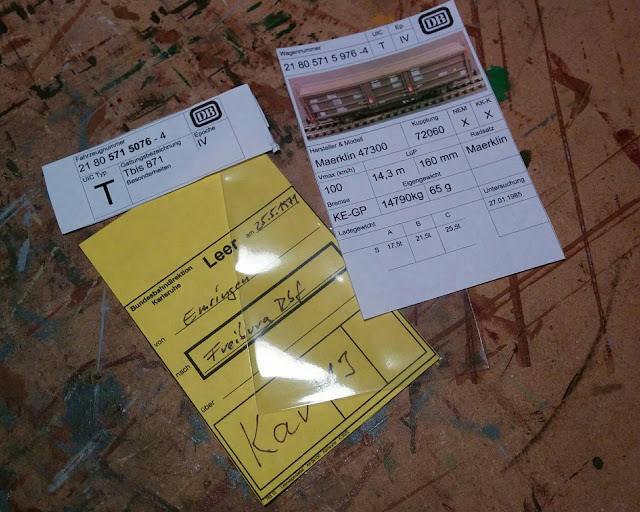 Fahrzeugnummer
21 80 571 5076 - 4
DB
UIC Typ
Gattungsbezeichnung
Epoche
T
Tbis 871
IV
Besonderheiten
Wagennummer
UIC
Ep.
DB
21 80 571 5 976 -4
T
IV
Hersteller & Modell
Kupplung
NEM
KK-K
Maerklin 47300
72060
X
X
Vmax (km/h)
LüP
Radsatz
100
14,3 m
160 mm
Maerklin
Bremse
Eigengewicht
KE-GP
14790kg
65 g
Ladegewicht
Untersuchung
A
B
C
27.01.1985
S
17,5t
21,5t
25,5t
Bundesbahndirektion
Karlsruhe
Leer
am 25.5.1971
von
nach
Freiburg Rbf
über